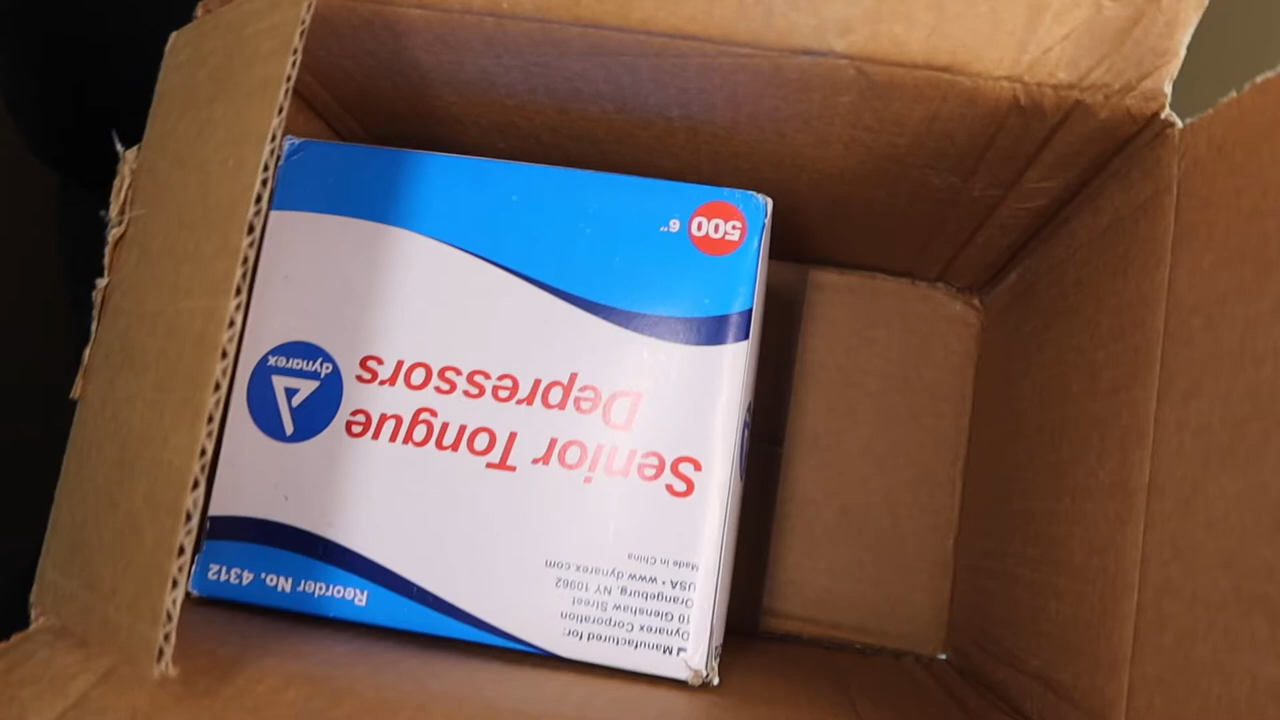 Manufactured for:
Dynarex Corporation
10 Glenshaw Street
Orangeburg, NY 10962
USA • www.dynarex.com
Made in China
Reorder No. 4312
Senior Tongue
Depressors
dynarex
500 6"